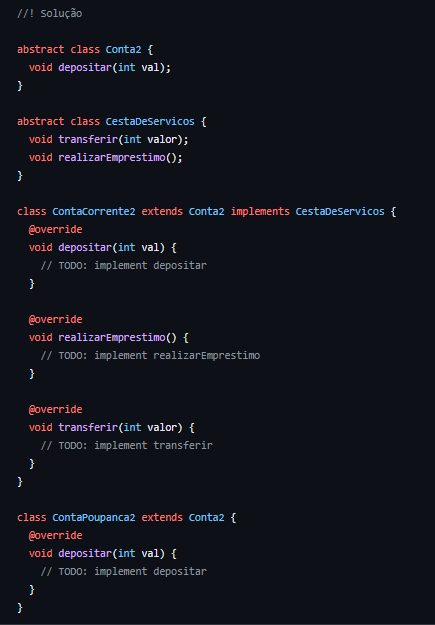 //! Solução

abstract class Conta2 {
  void depositar(int val);
}

abstract class CestaDeServicos {
  void transferir(int valor);
  void realizarEmprestimo();
}

class ContaCorrente2 extends Conta2 implements CestaDeServicos {
  @override
  void depositar(int val) {
    // TODO: implement depositar
  }

  @override
  void realizarEmprestimo() {
    // TODO: implement realizarEmprestimo
  }

  @override
  void transferir(int valor) {
    // TODO: implement transferir
  }
}

class ContaPoupanca2 extends Conta2 {
  @override
  void depositar(int val) {
    // TODO: implement depositar
  }
}